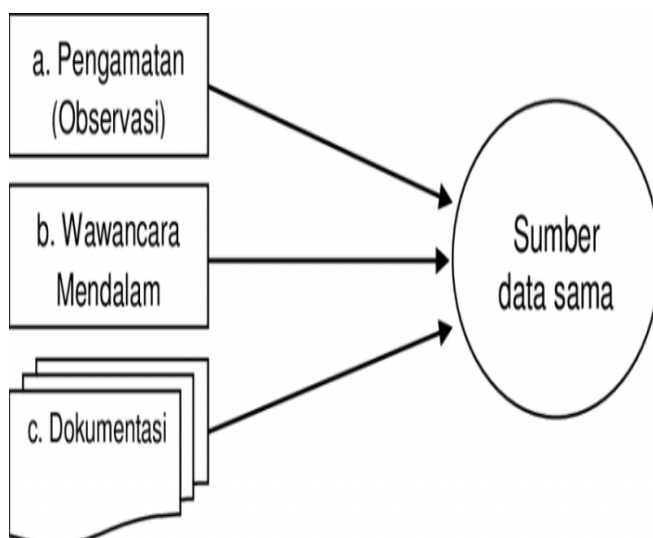 a. Pengamatan
(Observasi)
b. Wawancara
Mendalam
c. Dokumentasi
Sumber
data sama